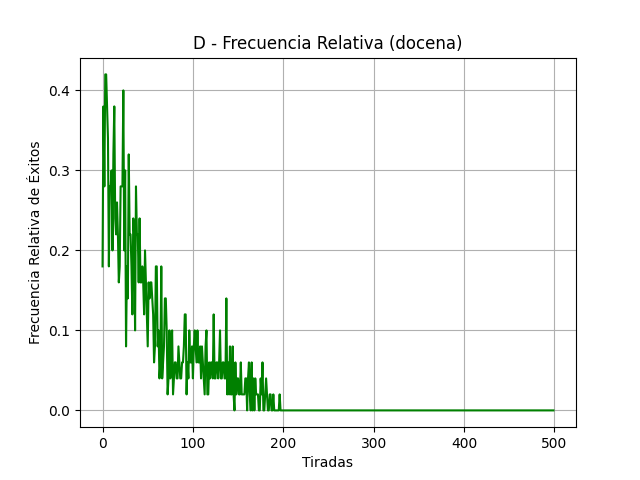 D - Frecuencia Relativa (docena)
Frecuencia Relativa de Éxitos
0.4
0.3
0.2
0.1
0.0
0 100 200 300 400 500
Tiradas